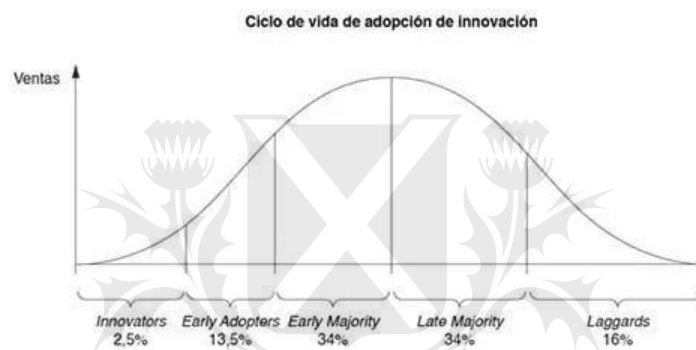 Ciclo de vida de adopción de innovación
Ventas
Innovators Early Adopters Early Majority Late Majority Laggards
2,5% 13,5% 34% 34% 16%